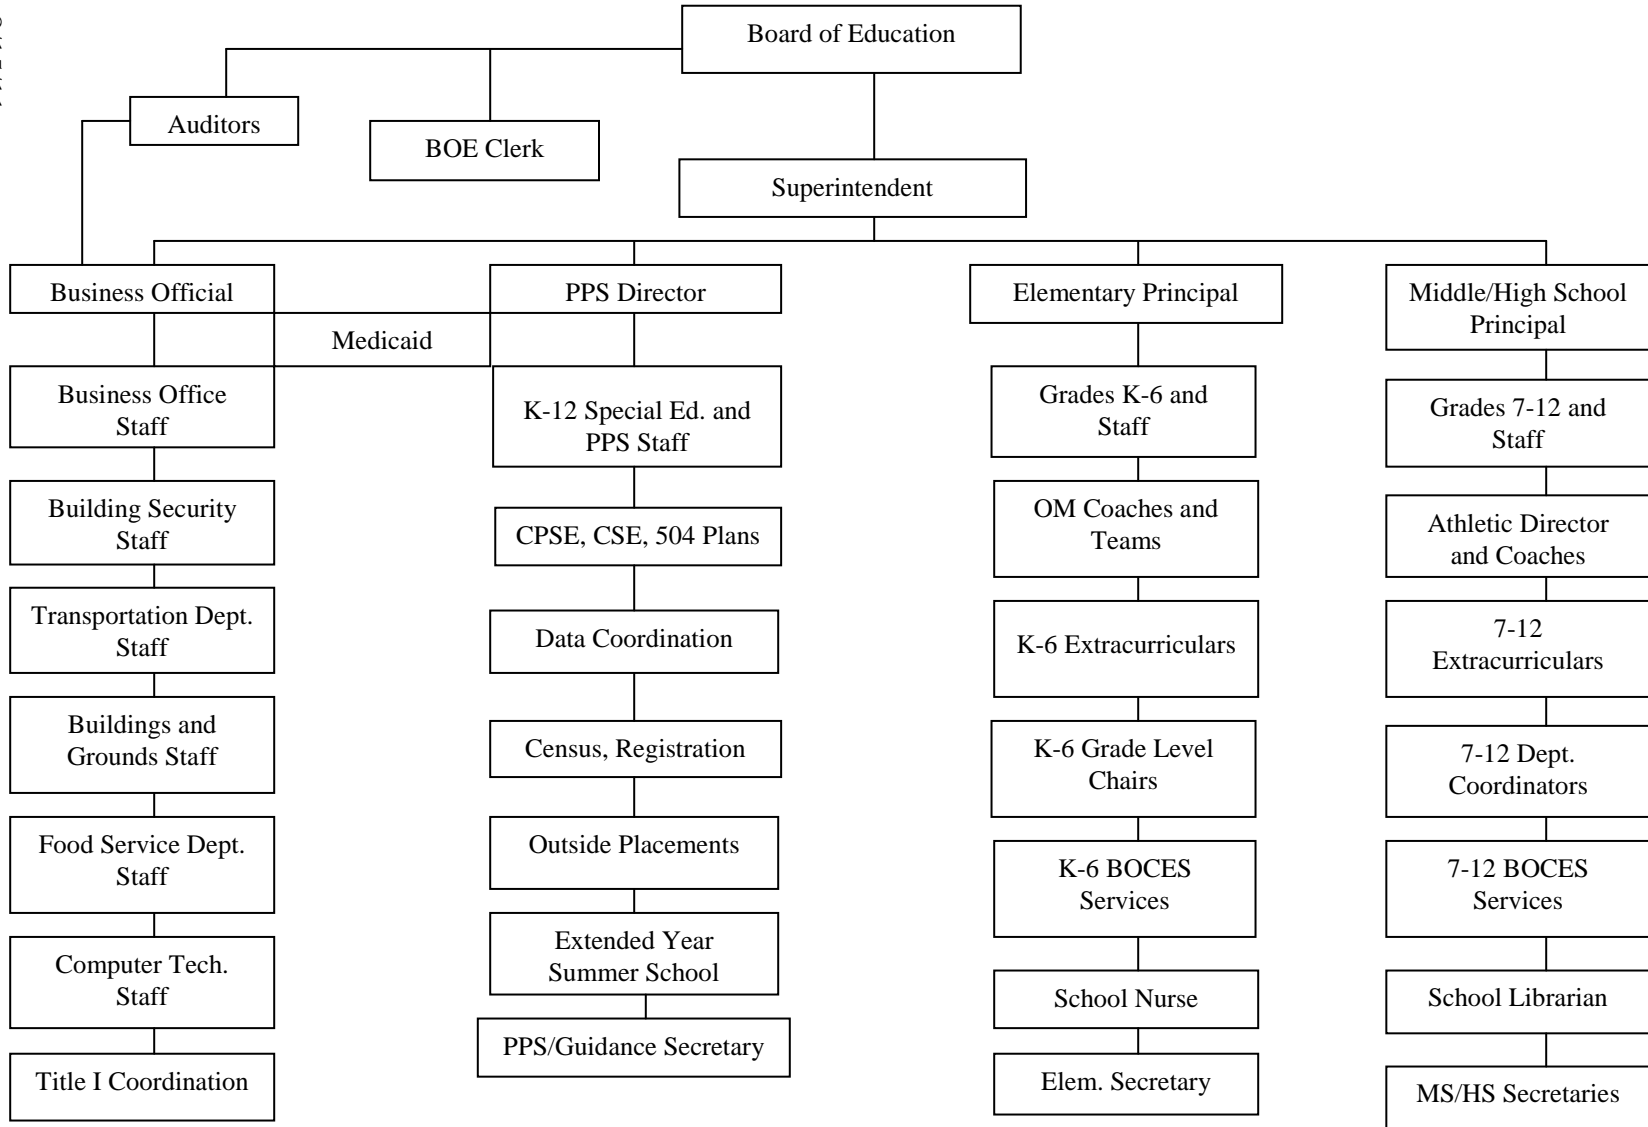 Board of Education
Auditors
BOE Clerk
Superintendent
Business Official
PPS Director
Elementary Principal
Middle/High School
Principal
Medicaid
Business Office
Staff
K-12 Special Ed. and
PPS Staff
Grades K-6 and
Staff
Grades 7-12 and
Staff
Building Security
Staff
CPSE, CSE, 504 Plans
OM Coaches and
Teams
Athletic Director
and Coaches
Transportation Dept.
Staff
Data Coordination
K-6 Extracurriculars
7-12
Extracurriculars
Buildings and
Grounds Staff
Census, Registration
K-6 Grade Level
Chairs
7-12 Dept.
Coordinators
Food Service Dept.
Staff
Outside Placements
K-6 BOCES
Services
7-12 BOCES
Services
Computer Tech.
Staff
Extended Year
Summer School
School Nurse
School Librarian
Title I Coordination
PPS/Guidance Secretary
Elem. Secretary
MS/HS Secretaries